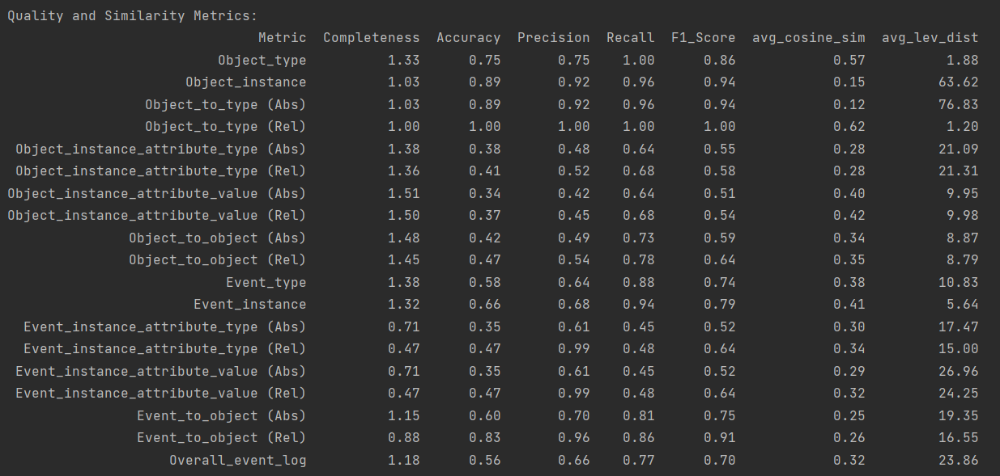 Quality and Similarity Metrics:
Metric Completeness Accuracy Precision Recall F1_Score avg_cosine_sim avg_lev_dist
Object_type 1.33 0.75 0.75 1.00 0.86 0.57 1.88
Object_instance 1.03 0.89 0.92 0.96 0.94 0.15 63.62
Object_to_type (Abs) 1.03 0.89 0.92 0.96 0.94 0.12 76.83
Object_to_type (Rel) 1.00 1.00 1.00 1.00 1.00 0.62 1.20
Object_instance_attribute_type (Abs) 1.38 0.38 0.48 0.64 0.55 0.28 21.09
Object_instance_attribute_type (Rel) 1.36 0.41 0.52 0.68 0.58 0.28 21.31
Object_instance_attribute_value (Abs) 1.51 0.34 0.42 0.64 0.51 0.40 9.95
Object_instance_attribute_value (Rel) 1.50 0.37 0.45 0.68 0.54 0.42 9.98
Object_to_object (Abs) 1.48 0.42 0.49 0.73 0.59 0.34 8.87
Object_to_object (Rel) 1.45 0.47 0.54 0.78 0.64 0.35 8.79
Event_type 1.38 0.58 0.64 0.88 0.74 0.38 10.83
Event_instance 1.32 0.66 0.68 0.94 0.79 0.41 5.64
Event_instance_attribute_type (Abs) 0.71 0.35 0.61 0.45 0.52 0.30 17.47
Event_instance_attribute_type (Rel) 0.47 0.47 0.99 0.48 0.64 0.34 15.00
Event_instance_attribute_value (Abs) 0.71 0.35 0.61 0.45 0.52 0.29 26.96
Event_instance_attribute_value (Rel) 0.47 0.47 0.99 0.48 0.64 0.32 24.25
Event_to_object (Abs) 1.15 0.60 0.70 0.81 0.75 0.25 19.35
Event_to_object (Rel) 0.88 0.83 0.96 0.86 0.91 0.26 16.55
Overall_event_log 1.18 0.56 0.66 0.77 0.70 0.32 23.86